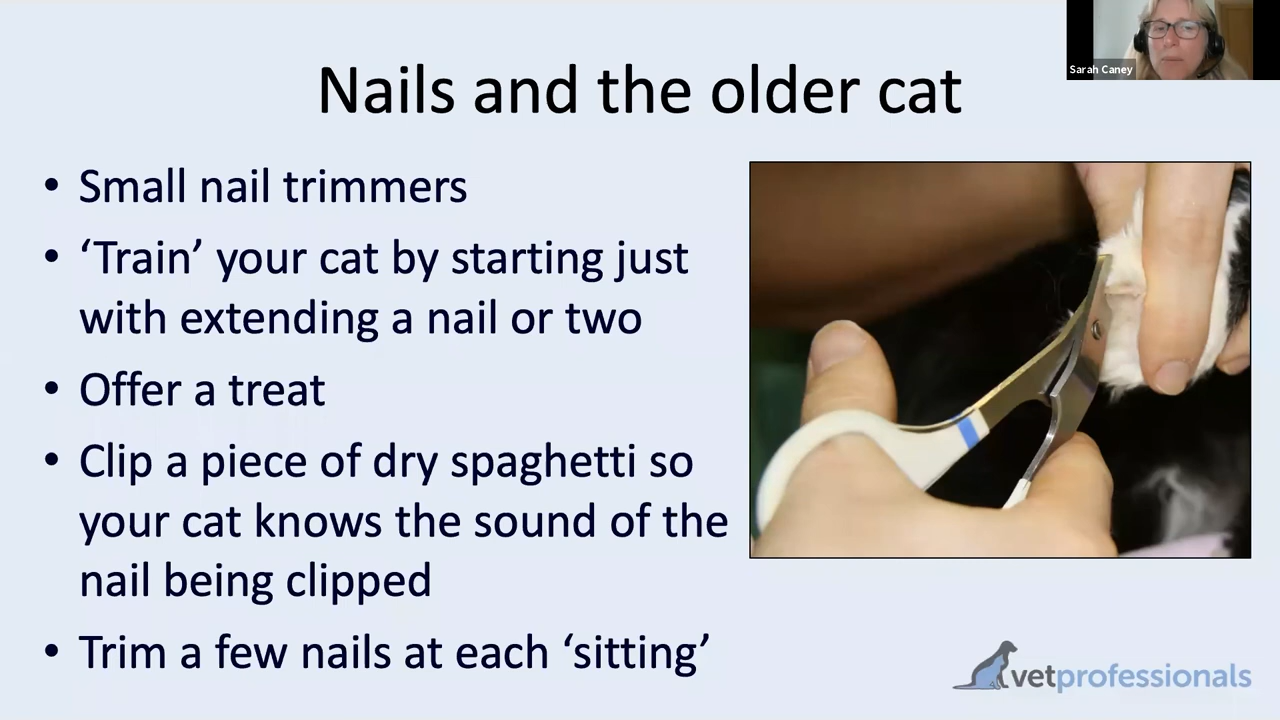 Sarah Caney
Nails and the older cat
• Small nail trimmers
• ‘Train’ your cat by starting just
with extending a nail or two
• Offer a treat
• Clip a piece of dry spaghetti so
your cat knows the sound of the
nail being clipped
• Trim a few nails at each ‘sitting’
vetprofessionals